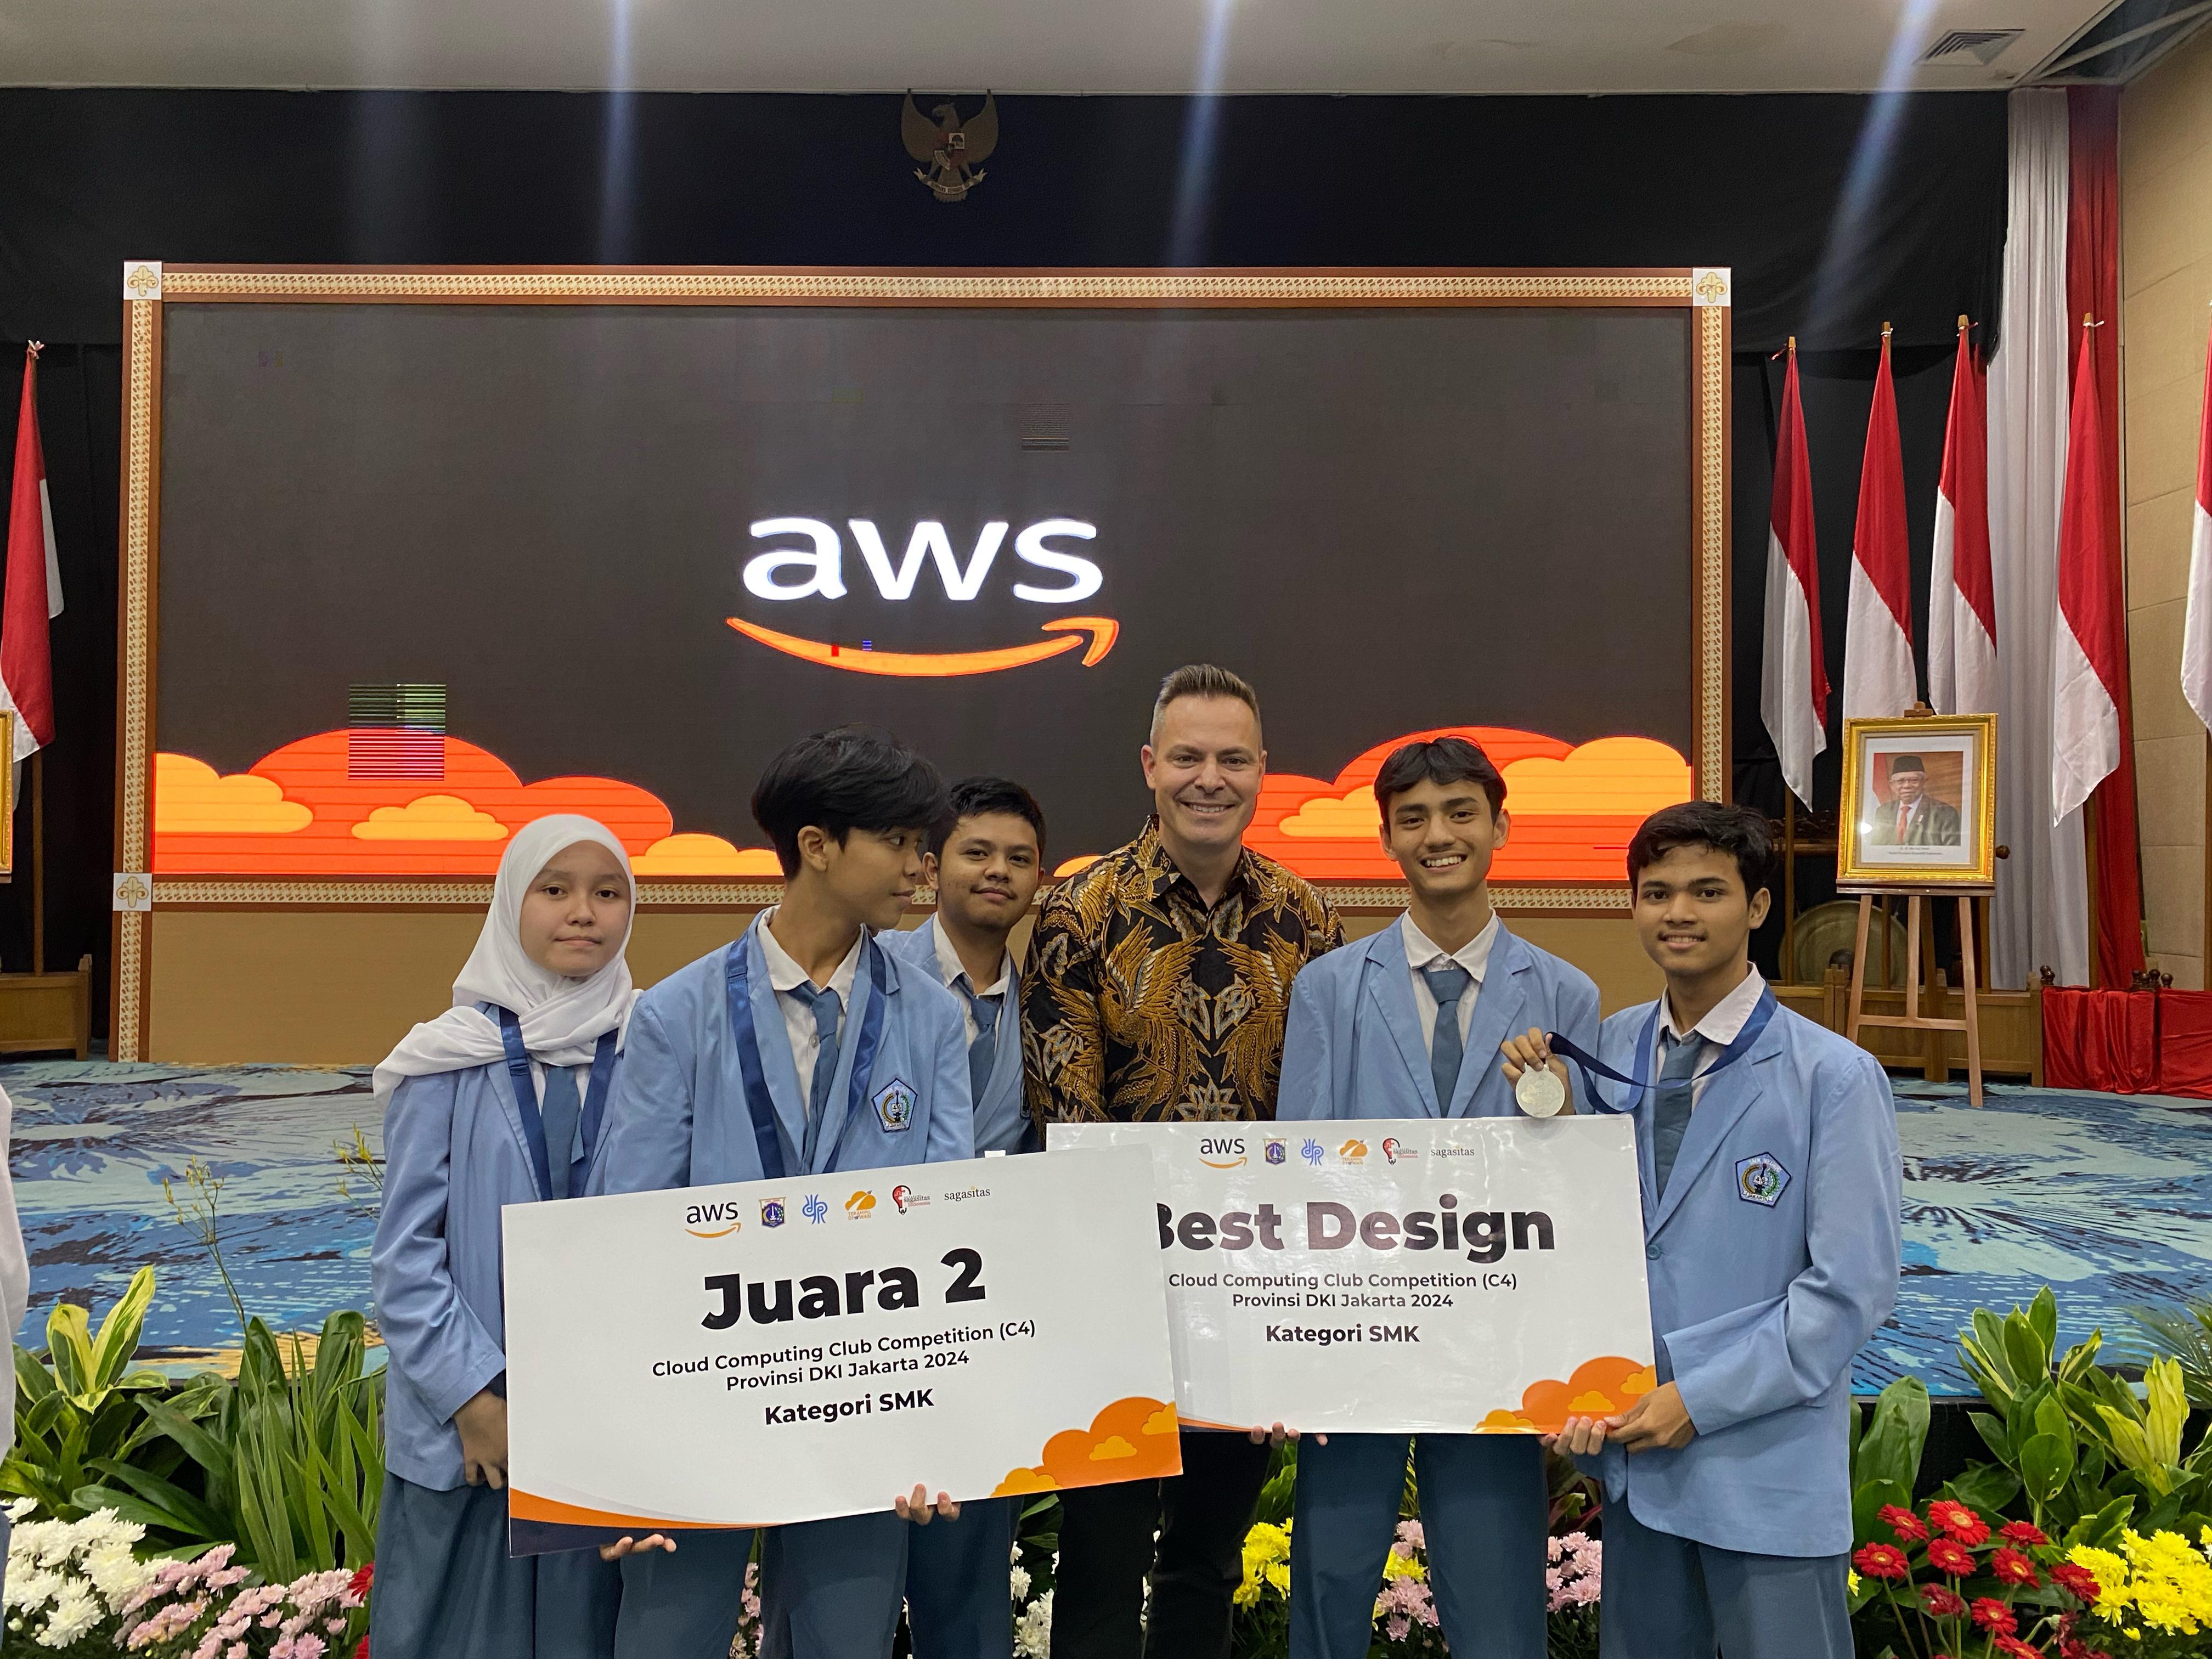 aws
aws
sagasitas
Juara 2
Cloud Computing Club Competition (C4)
Provinsi DKI Jakarta 2024
Kategori SMK
aws
sagasitas
Best Design
Cloud Computing Club Competition (C4)
Provinsi DKI Jakarta 2024
Kategori SMK